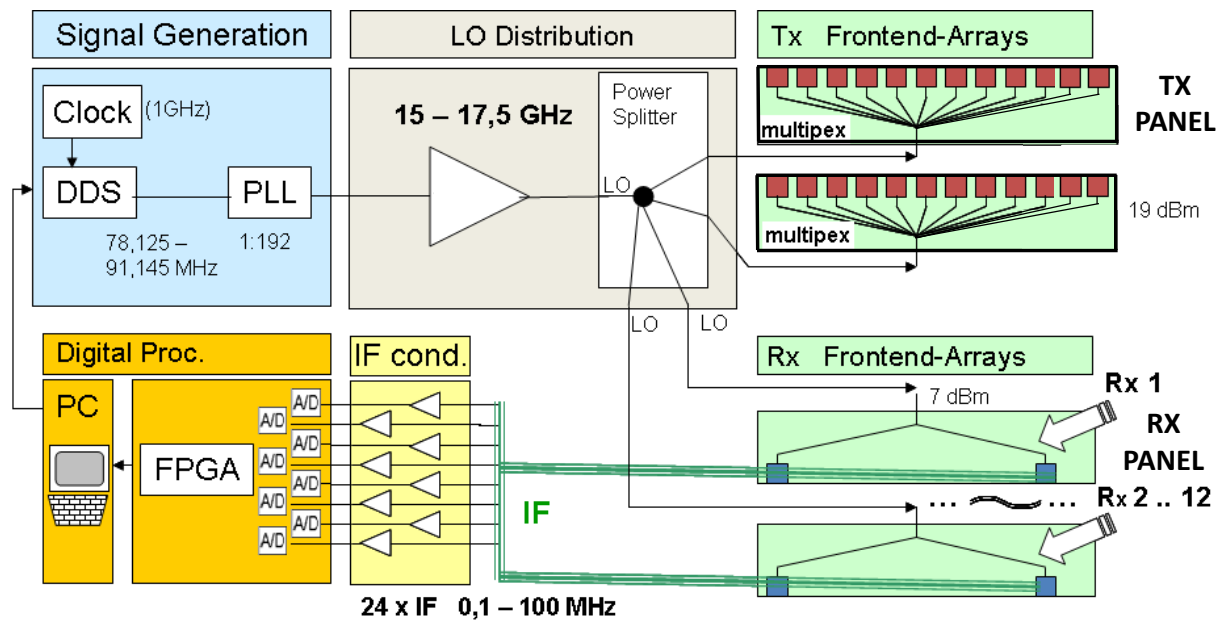 Signal Generation
LO Distribution
Tx Frontend-Arrays
Clock
(1GHz)
DDS
PLL
78,125 –
91,145 MHz
1:192
15 – 17,5 GHz
Power
Splitter
LO
LO
LO
multipex
TX
PANEL
multipex
19 dBm
Digital Proc.
IF cond.
Rx Frontend-Arrays
PC
FPGA
A/D
A/D
A/D
A/D
A/D
A/D
A/D
A/D
IF
24 x IF 0,1 – 100 MHz
7 dBm
Rx 1
RX
PANEL
... ...
Rx 2 .. 12